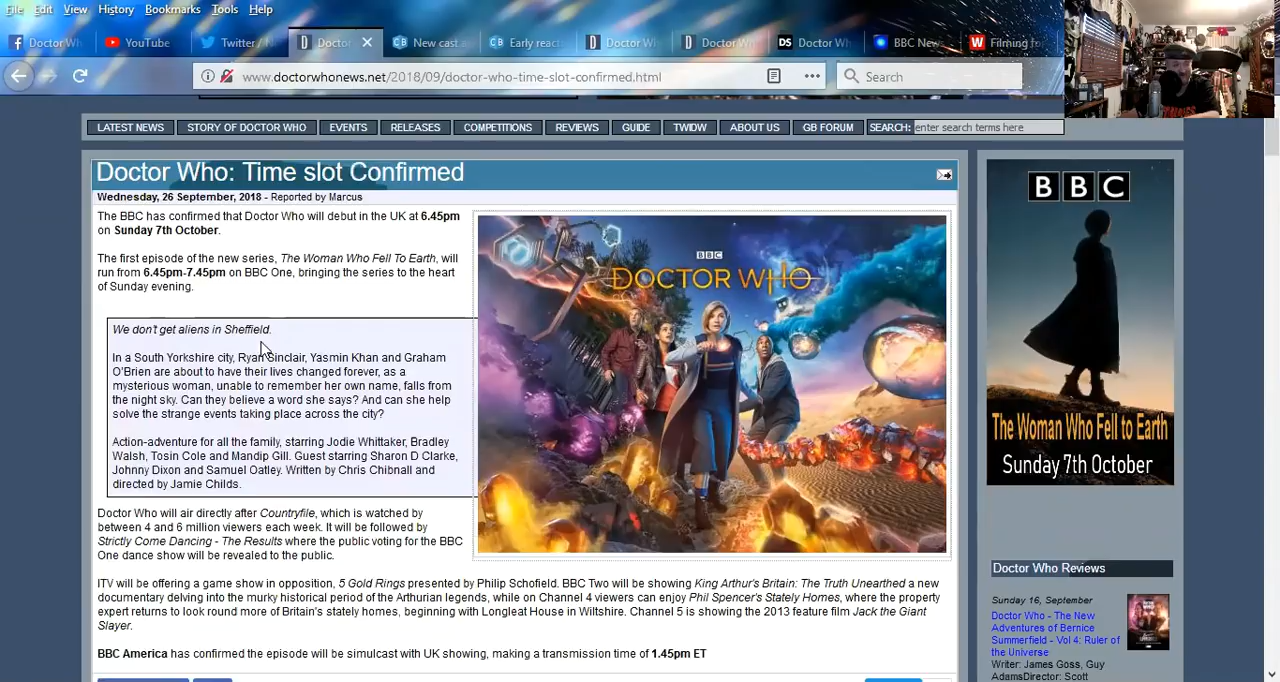 File Edit View History Bookmarks Tools Help
Doctor Wh YouTube Twitter / N Doctor New cast a Early react Doctor W Doctor W DS Doctor Wh BBC News Filming fo
www.doctorwhonews.net/2018/09/doctor-who-time-slot-confirmed.html Search
LATEST NEWS STORY OF DOCTOR WHO EVENTS RELEASES COMPETITIONS REVIEWS GUIDE TWIDW ABOUT US GB FORUM SEARCH: enter search terms here
Doctor Who: Time slot Confirmed
Wednesday, 26 September, 2018 - Reported by Marcus
The BBC has confirmed that Doctor Who will debut in the UK at 6.45pm
on Sunday 7th October.
The first episode of the new series, The Woman Who Fell To Earth, will
run from 6.45pm-7.45pm on BBC One, bringing the series to the heart
of Sunday evening.
We don't get aliens in Sheffield.
In a South Yorkshire city, Ryan Sinclair, Yasmin Khan and Graham
O'Brien are about to have their lives changed forever, as a
mysterious woman, unable to remember her own name, falls from
the night sky. Can they believe a word she says? And can she help
solve the strange events taking place across the city?
Action-adventure for all the family, starring Jodie Whittaker, Bradley
Walsh, Tosin Cole and Mandip Gill. Guest starring Sharon D Clarke,
Johnny Dixon and Samuel Oatley. Written by Chris Chibnall and
directed by Jamie Childs.
Doctor Who will air directly after Countryfile, which is watched by
between 4 and 6 million viewers each week. It will be followed by
Strictly Come Dancing - The Results where the public voting for the BBC
One dance show will be revealed to the public.
ITV will be offering a game show in opposition. 5 Gold Rings presented by Philip Schofield. BBC Two will be showing King Arthur's Britain: The Truth Unearthed a new
documentary delving into the murky historical period of the Arthurian legends, while on Channel 4 viewers can enjoy Phil Spencer's Stately Homes, where the property
expert returns to look round more of Britain's stately homes, beginning with Longleat House in Wiltshire. Channel 5 is showing the 2013 feature film Jack the Giant
Slayer.
BBC America has confirmed the episode will be simulcast with UK viewing, making a transmission time of 1.45pm ET
BBC
DOCTOR WHO
BBC
The Woman Who Fell to Earth
Sunday 7th October
Doctor Who Reviews
Sunday 16, September
Doctor Who - The New
Adventures of Bernice
Summerfield - Vol 4: Ruler of
the Universe
Writer: James Goss, Guy
AdamsDirector: Scott